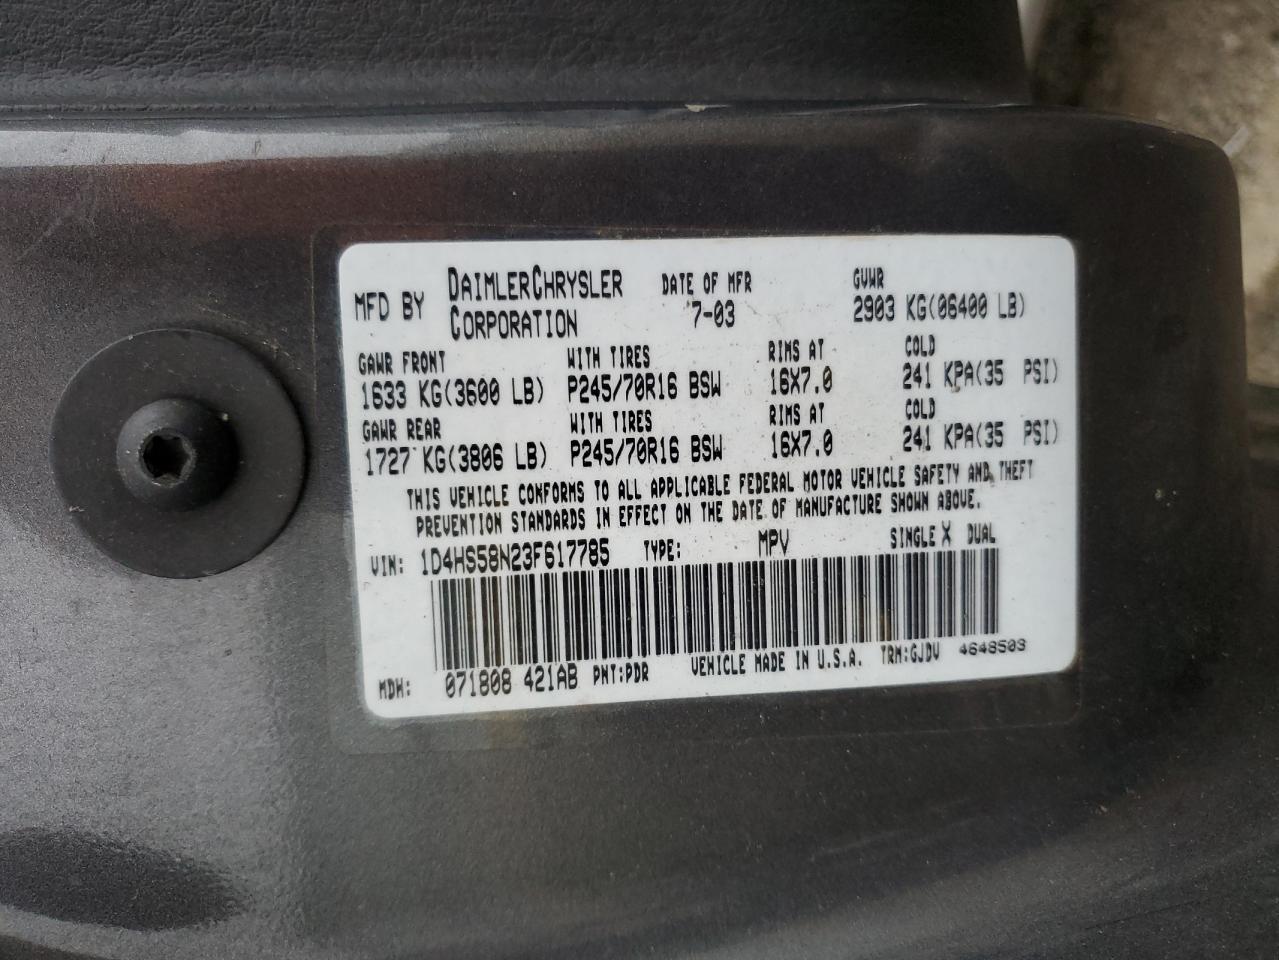 MFD BY DAIMLERCHRYSLER CORPORATION DATE OF MFR 7-03 GVWR 2903 KG(06400 LB)
GAWR FRONT WITH TIRES RIMS AT COLD
1633 KG(3600 LB) P245/70R16 BSW 16X7.0 241 KPA(35 PSI)
GAWR REAR WITH TIRES RIMS AT COLD
1727 KG(3806 LB) P245/70R16 BSW 16X7.0 241 KPA(35 PSI)
THIS VEHICLE CONFORMS TO ALL APPLICABLE FEDERAL MOTOR VEHICLE SAFETY AND THEFT
PREVENTION STANDARDS IN EFFECT ON THE DATE OF MANUFACTURE SHOWN ABOVE.
VIN: 1D4HS58N23F617785 TYPE: MPV SINGLE X DUAL
MDH: 071808 421AB PNT:PDR VEHICLE MADE IN U.S.A. TRM:GJDV 4648503